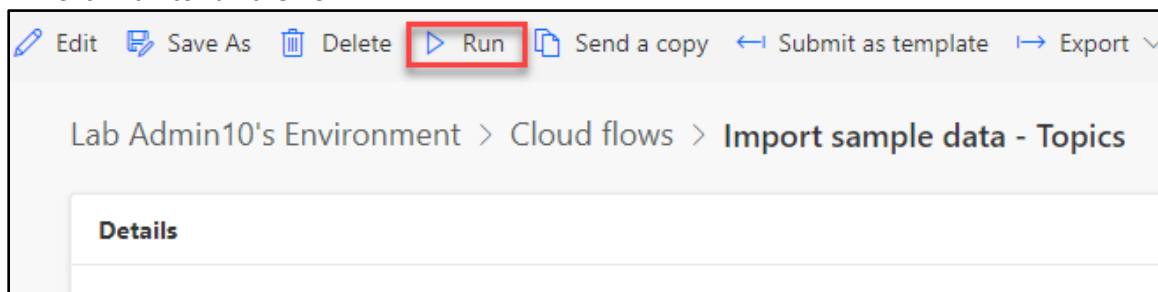 Edit Save As Delete Run Send a copy Submit as template Export
Lab Admin10's Environment > Cloud flows > Import sample data - Topics
Details